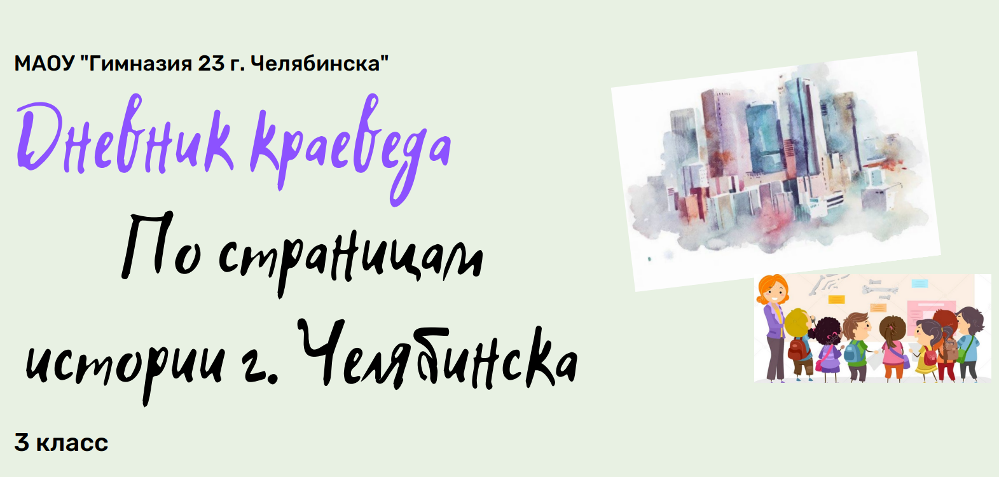 МАОУ "Гимназия 23 г. Челябинска"
Дневник краеведа
По страницам
истории г. Челябинска
3 класс